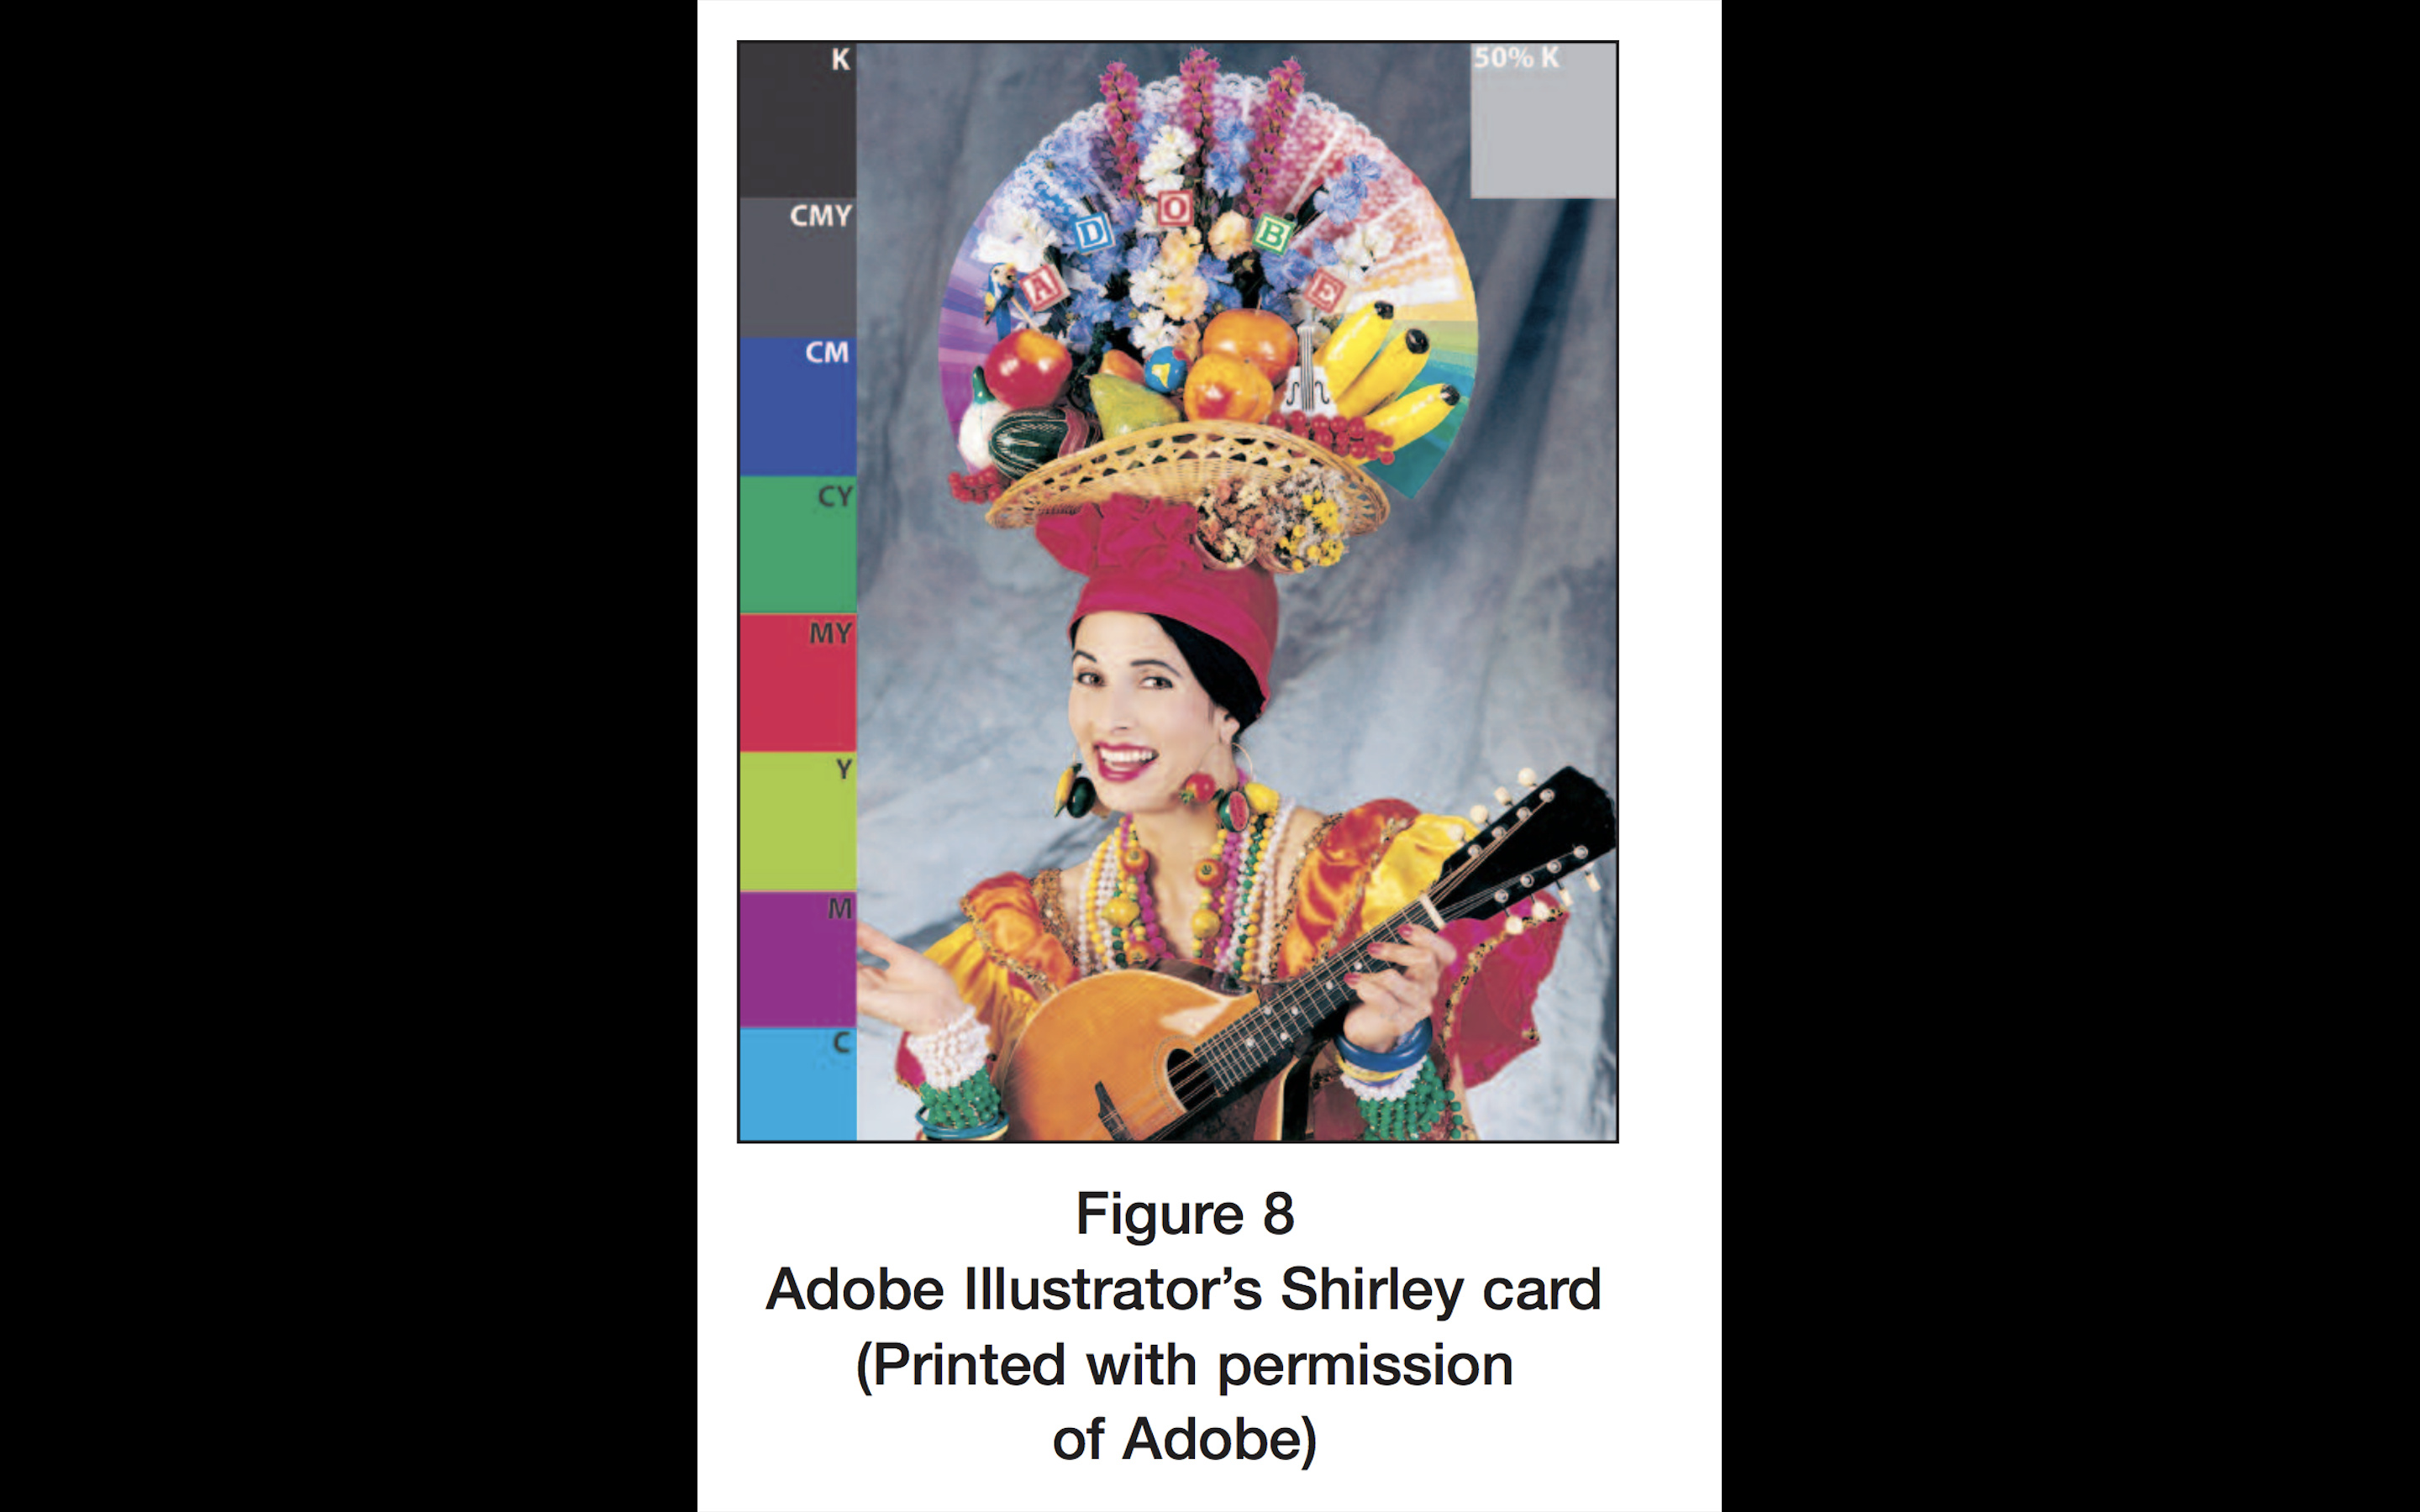 K
50% K
CMY
CM
CY
MY
Y
M
C
A D O B E
Figure 8
Adobe Illustrator’s Shirley card
(Printed with permission
of Adobe)